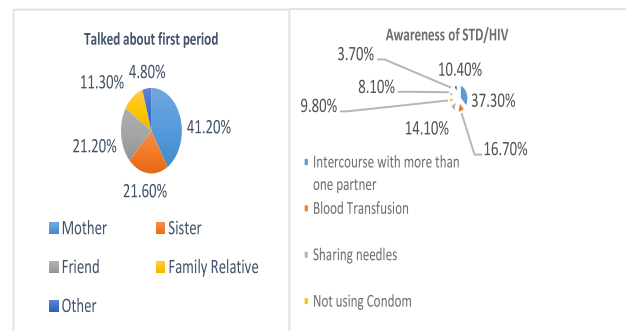 Talked about first period
4.80%
11.30%
41.20%
21.20%
21.60%
Mother
Sister
Friend
Family Relative
Other
Awareness of STD/HIV
3.70%
10.40%
8.10%
37.30%
9.80%
14.10%
16.70%
Intercourse with more than
one partner
Blood Transfusion
Sharing needles
Not using Condom